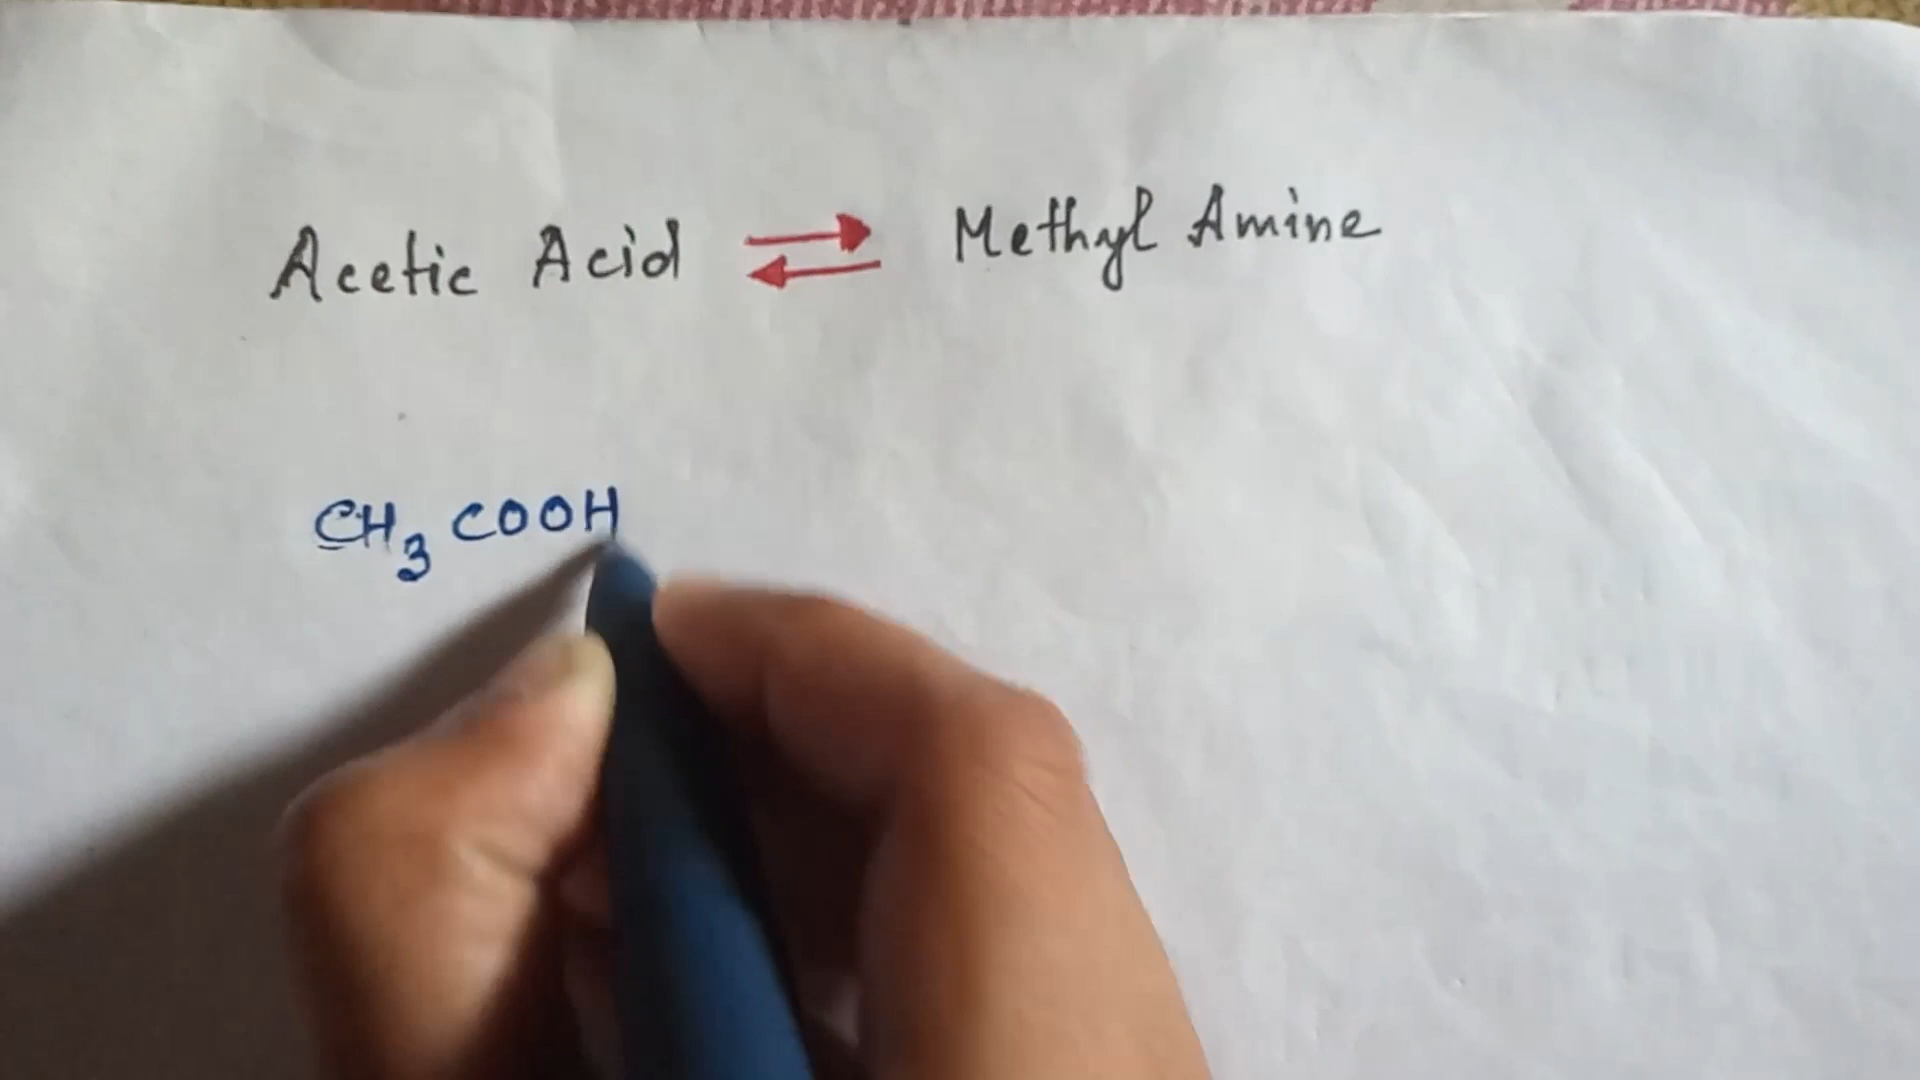 Acetic Acid ⇄ Methyl Amine
CH₃COOH